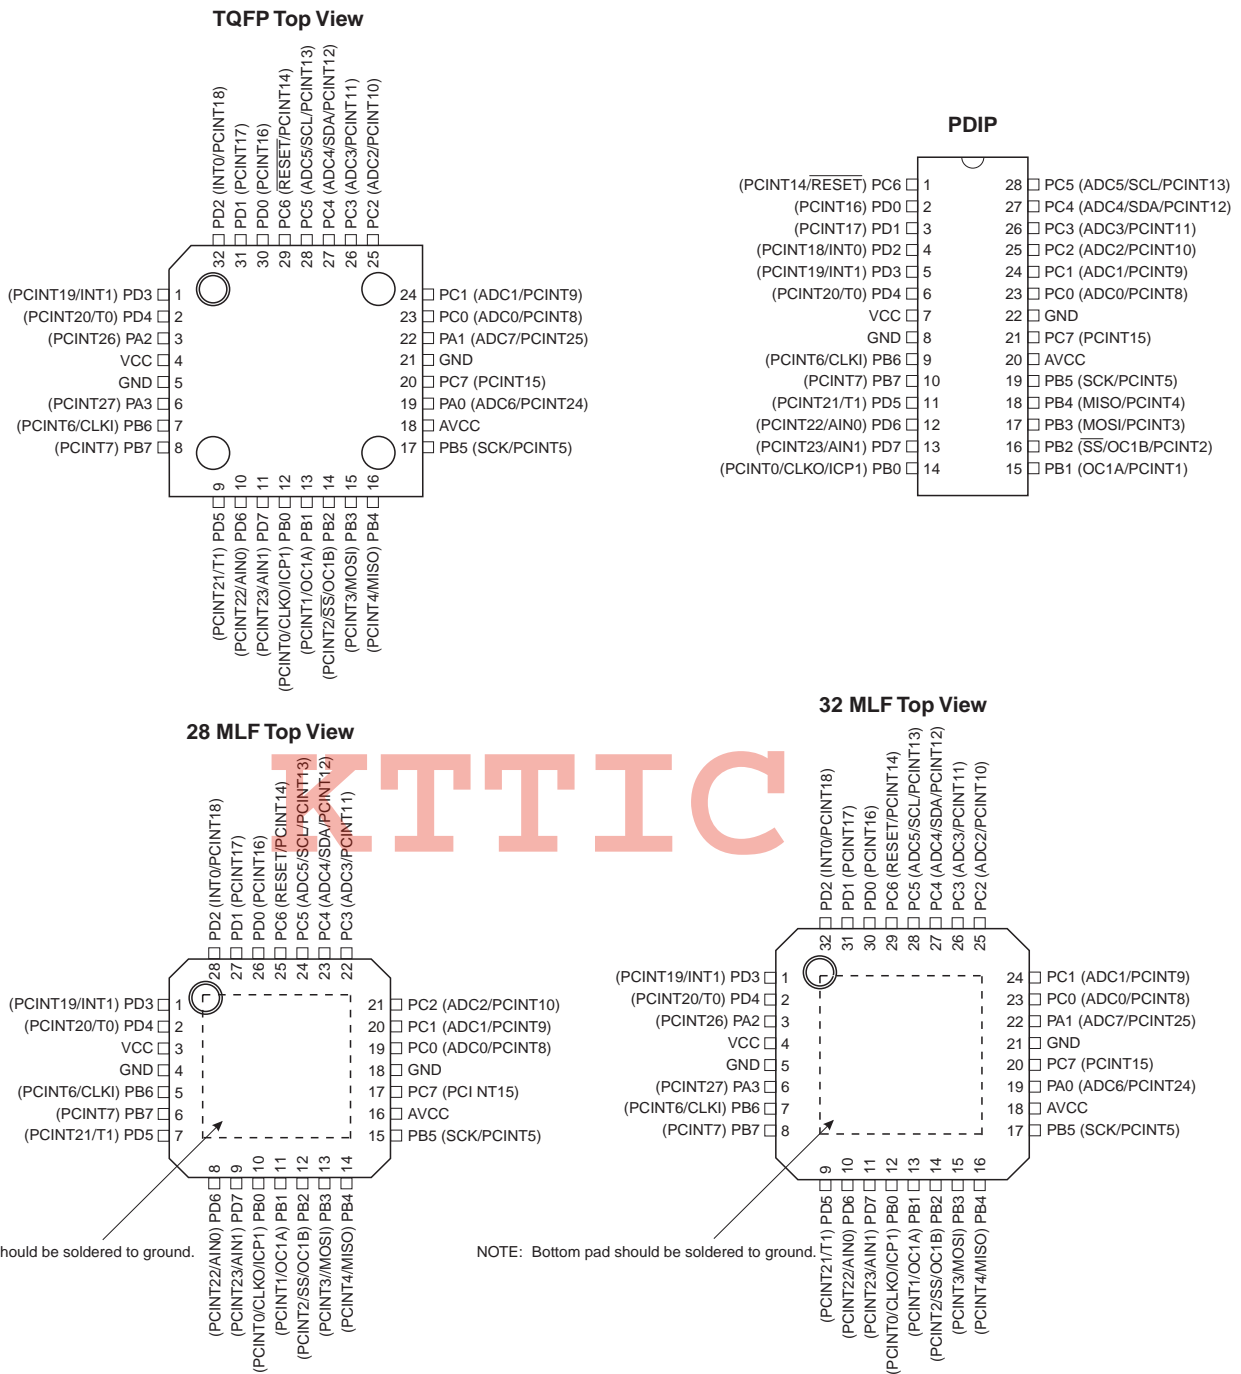 TQFP Top View
32 PD2 (INT0/PCINT18)
31 PD1 (PCINT17)
30 PD0 (PCINT16)
29 PC6 (RESET/PCINT14)
28 PC5 (ADC5/SCL/PCINT13)
27 PC4 (ADC4/SDA/PCINT12)
26 PC3 (ADC3/PCINT11)
25 PC2 (ADC2/PCINT10)
(PCINT19/INT1) PD3 1
(PCINT20/T0) PD4 2
(PCINT26) PA2 3
VCC 4
GND 5
(PCINT27) PA3 6
(PCINT6/CLKI) PB6 7
(PCINT7) PB7 8
24 PC1 (ADC1/PCINT9)
23 PC0 (ADC0/PCINT8)
22 PA1 (ADC7/PCINT25)
21 GND
20 PC7 (PCINT15)
19 PA0 (ADC6/PCINT24)
18 AVCC
17 PB5 (SCK/PCINT5)
(PCINT21/T1) PD5 9
(PCINT22/AIN0) PD6 10
(PCINT23/AIN1) PD7 11
(PCINT0/CLKO/ICP1) PB0 12
(PCINT1/OC1A) PB1 13
(PCINT2/SS/OC1B) PB2 14
(PCINT3/MOSI) PB3 15
(PCINT4/MISO) PB4 16
PDIP
(PCINT14/RESET) PC6 1
(PCINT16) PD0 2
(PCINT17) PD1 3
(PCINT18/INT0) PD2 4
(PCINT19/INT1) PD3 5
(PCINT20/T0) PD4 6
VCC 7
GND 8
(PCINT6/CLKI) PB6 9
(PCINT7) PB7 10
(PCINT21/T1) PD5 11
(PCINT22/AIN0) PD6 12
(PCINT23/AIN1) PD7 13
(PCINT0/CLKO/ICP1) PB0 14
28 PC5 (ADC5/SCL/PCINT13)
27 PC4 (ADC4/SDA/PCINT12)
26 PC3 (ADC3/PCINT11)
25 PC2 (ADC2/PCINT10)
24 PC1 (ADC1/PCINT9)
23 PC0 (ADC0/PCINT8)
22 GND
21 PC7 (PCINT15)
20 AVCC
19 PB5 (SCK/PCINT5)
18 PB4 (MISO/PCINT4)
17 PB3 (MOSI/PCINT3)
16 PB2 (SS/OC1B/PCINT2)
15 PB1 (OC1A/PCINT1)
28 MLF Top View
28 PD2 (INT0/PCINT18)
27 PD1 (PCINT17)
26 PD0 (PCINT16)
25 PC6 (RESET/PCINT14)
24 PC5 (ADC5/SCL/PCINT13)
23 PC4 (ADC4/SDA/PCINT12)
22 PC3 (ADC3/PCINT11)
(PCINT19/INT1) PD3 1
(PCINT20/T0) PD4 2
VCC 3
GND 4
(PCINT6/CLKI) PB6 5
(PCINT7) PB7 6
(PCINT21/T1) PD5 7
21 PC2 (ADC2/PCINT10)
20 PC1 (ADC1/PCINT9)
19 PC0 (ADC0/PCINT8)
18 GND
17 PC7 (PCI NT15)
16 AVCC
15 PB5 (SCK/PCINT5)
(PCINT22/AIN0) PD6 8
(PCINT23/AIN1) PD7 9
(PCINT0/CLKO/ICP1) PB0 10
(PCINT1/OC1A) PB1 11
(PCINT2/SS/OC1B) PB2 12
(PCINT3//MOSI) PB3 13
(PCINT4/MISO) PB4 14
hould be soldered to ground.
32 MLF Top View
32 PD2 (INT0/PCINT18)
31 PD1 (PCINT17)
30 PD0 (PCINT16)
29 PC6 (RESET/PCINT14)
28 PC5 (ADC5/SCL/PCINT13)
27 PC4 (ADC4/SDA/PCINT12)
26 PC3 (ADC3/PCINT11)
25 PC2 (ADC2/PCINT10)
(PCINT19/INT1) PD3 1
(PCINT20/T0) PD4 2
(PCINT26) PA2 3
VCC 4
GND 5
(PCINT27) PA3 6
(PCINT6/CLKI) PB6 7
(PCINT7) PB7 8
24 PC1 (ADC1/PCINT9)
23 PC0 (ADC0/PCINT8)
22 PA1 (ADC7/PCINT25)
21 GND
20 PC7 (PCINT15)
19 PA0 (ADC6/PCINT24)
18 AVCC
17 PB5 (SCK/PCINT5)
(PCINT21/T1) PD5 9
(PCINT22/AIN0) PD6 10
(PCINT23/AIN1) PD7 11
(PCINT0/CLKO/ICP1) PB0 12
(PCINT1/OC1A) PB1 13
(PCINT2/SS/OC1B) PB2 14
(PCINT3/MOSI) PB3 15
(PCINT4/MISO) PB4 16
NOTE: Bottom pad should be soldered to ground.
KTTIC